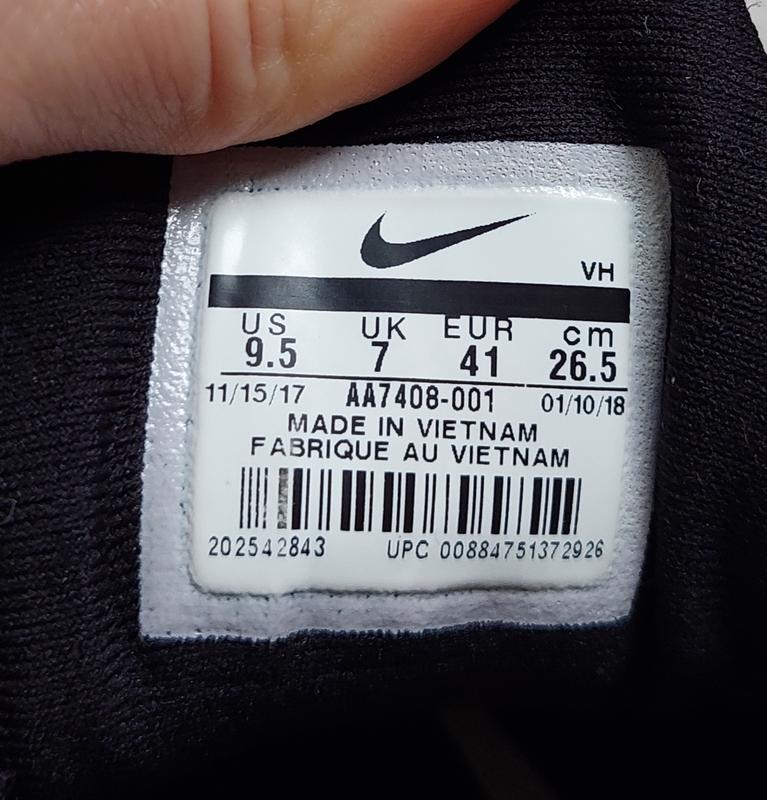 VH
US UK EUR cm
9.5 7 41 26.5
11/15/17 AA7408-001 01/10/18
MADE IN VIETNAM
FABRIQUE AU VIETNAM
202542843 UPC 00884751372926